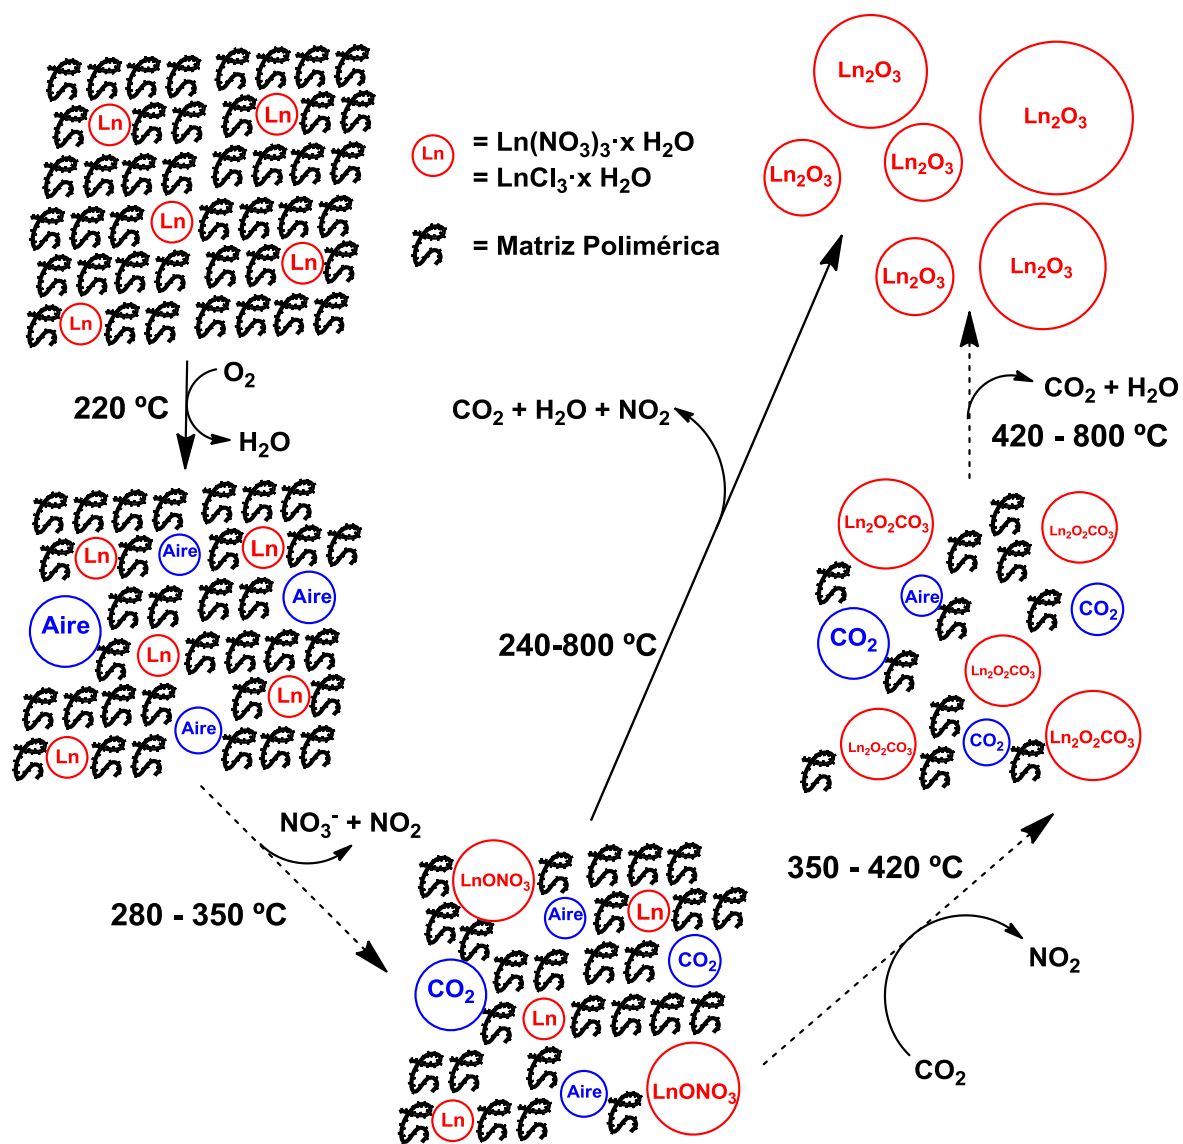 Ln
Ln
Ln
Ln
Ln
Ln = Ln(NO₃)₃·x H₂O
= LnCl₃·x H₂O
= Matriz Polimérica
Ln₂O₃
Ln₂O₃
Ln₂O₃
Ln₂O₃
Ln₂O₃
Ln₂O₃
220 ºC
O₂
H₂O
CO₂ + H₂O + NO₂
240-800 ºC
CO₂ + H₂O
420 - 800 ºC
Ln
Aire
Ln
Aire
Aire
Ln
Ln
Aire
Ln
Ln₂O₂CO₃
Ln₂O₂CO₃
Aire
CO₂
CO₂
Ln₂O₂CO₃
Ln₂O₂CO₃
CO₂
Ln₂O₂CO₃
NO₃⁻ + NO₂
280 - 350 ºC
350 - 420 ºC
NO₂
CO₂
LnONO₃
Aire
Ln
CO₂
CO₂
Ln
Aire
LnONO₃
Ln